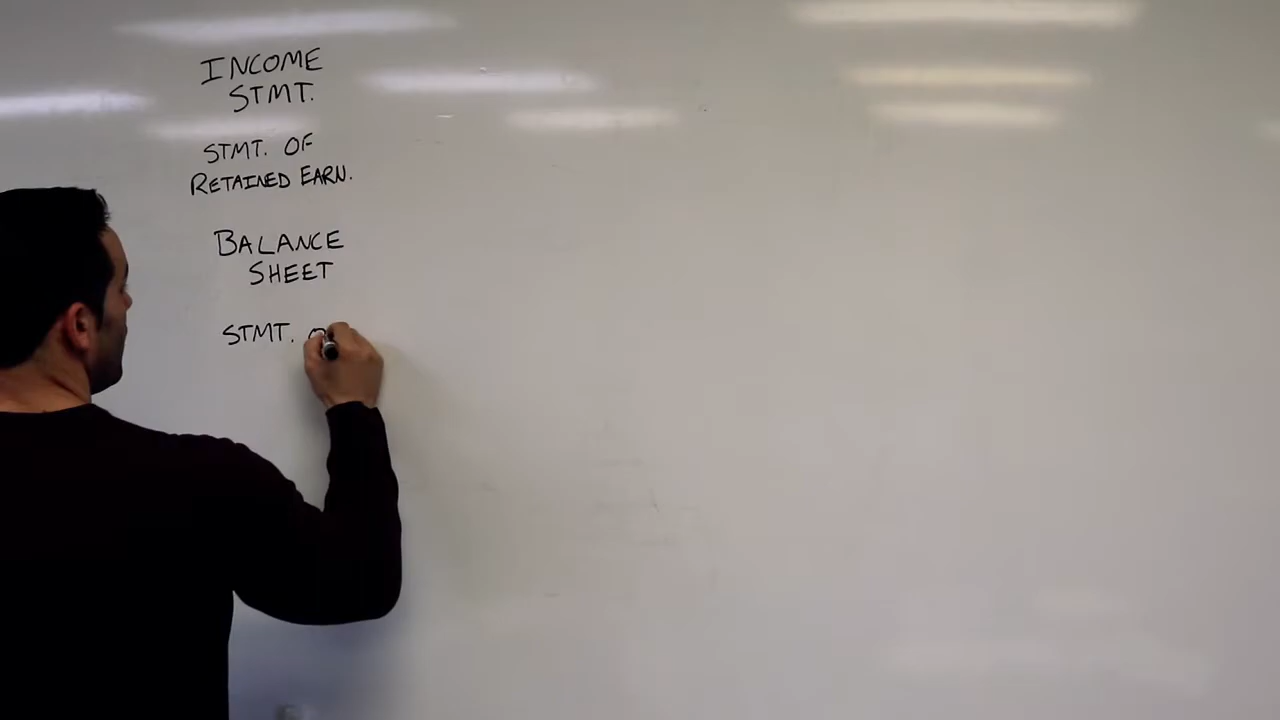 INCOME
STMT.
STMT. OF
RETAINED EARN.
BALANCE
SHEET
STMT.